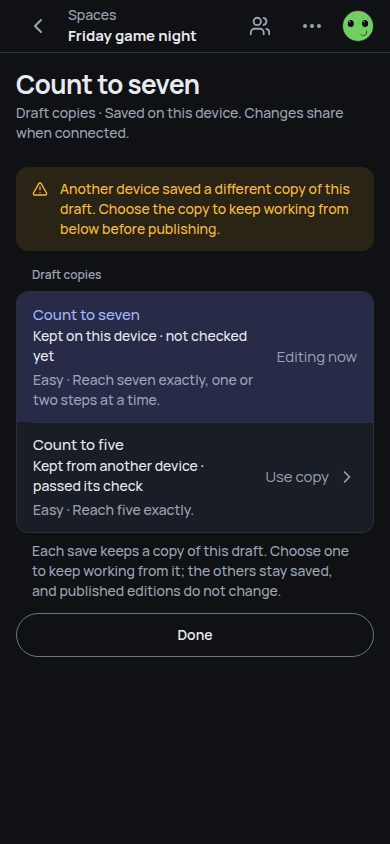 Spaces
Friday game night
Count to seven
Draft copies · Saved on this device. Changes share
when connected.
Another device saved a different copy of this
draft. Choose the copy to keep working from
below before publishing.
Draft copies
Count to seven
Kept on this device · not checked
yet
Editing now
Easy · Reach seven exactly, one or
two steps at a time.
Count to five
Kept from another device ·
passed its check
Use copy
Easy · Reach five exactly.
Each save keeps a copy of this draft. Choose one
to keep working from it; the others stay saved,
and published editions do not change.
Done